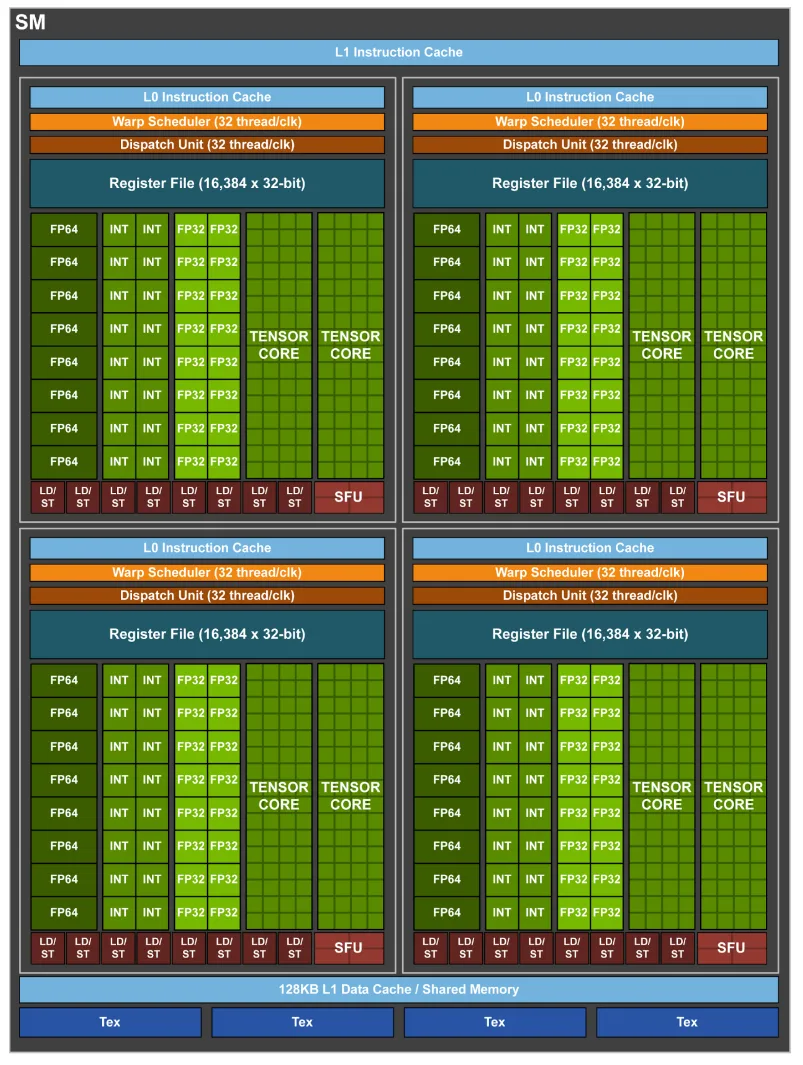 SM
L1 Instruction Cache
L0 Instruction Cache
Warp Scheduler (32 thread/clk)
Dispatch Unit (32 thread/clk)
Register File (16,384 x 32-bit)
FP64 INT INT FP32 FP32
FP64 INT INT FP32 FP32
FP64 INT INT FP32 FP32
FP64 INT INT FP32 FP32
TENSOR CORE TENSOR CORE
FP64 INT INT FP32 FP32
FP64 INT INT FP32 FP32
FP64 INT INT FP32 FP32
FP64 INT INT FP32 FP32
LD/ST LD/ST LD/ST LD/ST LD/ST LD/ST LD/ST LD/ST SFU
L0 Instruction Cache
Warp Scheduler (32 thread/clk)
Dispatch Unit (32 thread/clk)
Register File (16,384 x 32-bit)
FP64 INT INT FP32 FP32
FP64 INT INT FP32 FP32
FP64 INT INT FP32 FP32
FP64 INT INT FP32 FP32
TENSOR CORE TENSOR CORE
FP64 INT INT FP32 FP32
FP64 INT INT FP32 FP32
FP64 INT INT FP32 FP32
FP64 INT INT FP32 FP32
LD/ST LD/ST LD/ST LD/ST LD/ST LD/ST LD/ST LD/ST SFU
L0 Instruction Cache
Warp Scheduler (32 thread/clk)
Dispatch Unit (32 thread/clk)
Register File (16,384 x 32-bit)
FP64 INT INT FP32 FP32
FP64 INT INT FP32 FP32
FP64 INT INT FP32 FP32
FP64 INT INT FP32 FP32
TENSOR CORE TENSOR CORE
FP64 INT INT FP32 FP32
FP64 INT INT FP32 FP32
FP64 INT INT FP32 FP32
FP64 INT INT FP32 FP32
LD/ST LD/ST LD/ST LD/ST LD/ST LD/ST LD/ST LD/ST SFU
L0 Instruction Cache
Warp Scheduler (32 thread/clk)
Dispatch Unit (32 thread/clk)
Register File (16,384 x 32-bit)
FP64 INT INT FP32 FP32
FP64 INT INT FP32 FP32
FP64 INT INT FP32 FP32
FP64 INT INT FP32 FP32
TENSOR CORE TENSOR CORE
FP64 INT INT FP32 FP32
FP64 INT INT FP32 FP32
FP64 INT INT FP32 FP32
FP64 INT INT FP32 FP32
LD/ST LD/ST LD/ST LD/ST LD/ST LD/ST LD/ST LD/ST SFU
128KB L1 Data Cache / Shared Memory
Tex Tex Tex Tex